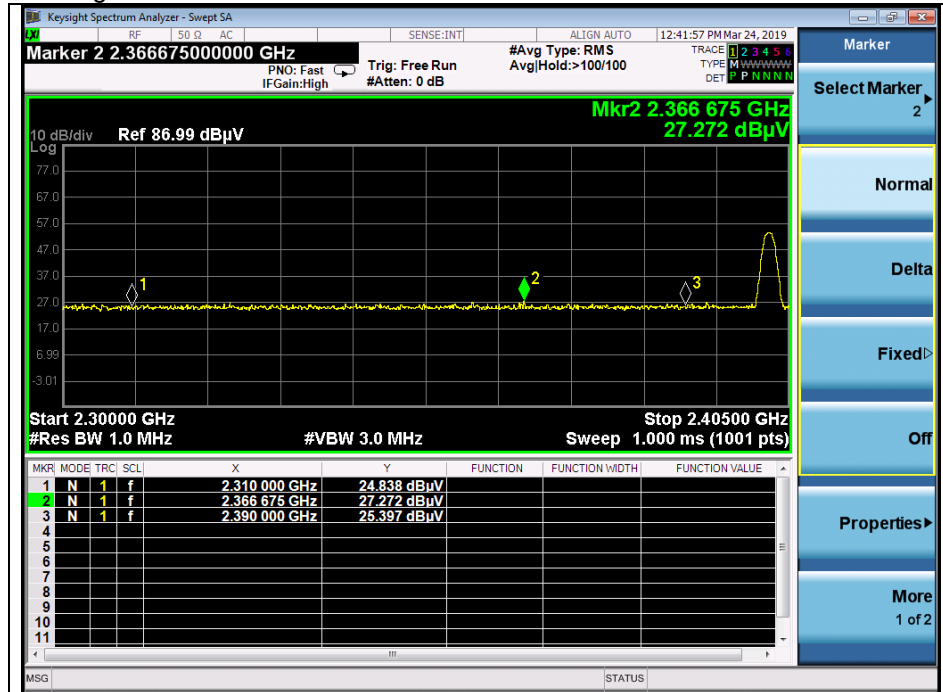 Keysight Spectrum Analyzer - Swept SA
LXI RF 50 Ω AC SENSE:INT ALIGN AUTO 12:41:57 PM Mar 24, 2019
Marker 2 2.366675000000 GHz
PNO: Fast
IFGain:High
Trig: Free Run
#Atten: 0 dB
#Avg Type: RMS
Avg|Hold:>100/100
TRACE 1 2 3 4 5 6
TYPE M W W W W W
DET P P N N N N
Mkr2 2.366 675 GHz
27.272 dBµV
10 dB/div Ref 86.99 dBµV
Log
77.0
67.0
57.0
47.0
37.0
27.0
17.0
6.99
-3.01
1
2
3
Start 2.30000 GHz Stop 2.40500 GHz
#Res BW 1.0 MHz #VBW 3.0 MHz Sweep 1.000 ms (1001 pts)
MKR MODE TRC SCL X Y FUNCTION FUNCTION WIDTH FUNCTION VALUE
1 N 1 f 2.310 000 GHz 24.838 dBµV
2 N 1 f 2.366 675 GHz 27.272 dBµV
3 N 1 f 2.390 000 GHz 25.397 dBµV
4
5
6
7
8
9
10
11
MSG STATUS
Marker
Select Marker
2
Normal
Delta
Fixed
Off
Properties
More
1 of 2